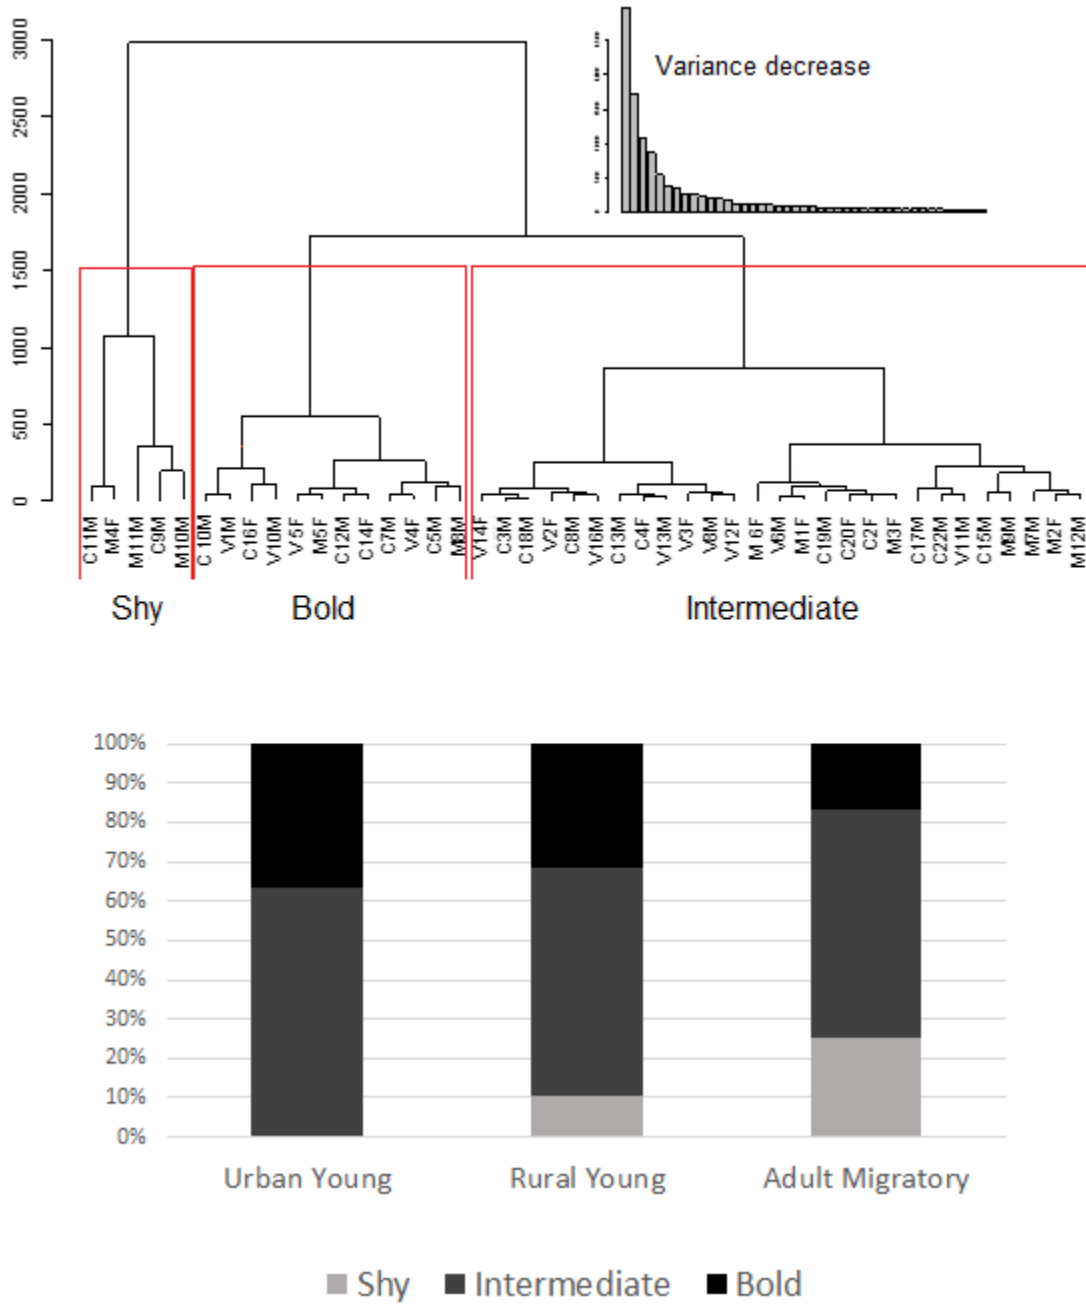 3000
2500
2000
1500
1000
500
0
Variance decrease
C11M
M4F
M11M
C9M
M10M
C10M
V1M
C16F
V10M
V5F
M5F
C12M
C14F
C7M
V4F
C5M
M8M
V14F
C3M
C18M
V2F
C8M
V16M
C13M
C4F
V13M
V3F
V8M
V12F
M6F
V6M
M1F
C19M
C20F
C2F
M3F
C17M
C22M
V11M
C15M
M9M
M7M
M2F
M12M
Shy
Bold
Intermediate
100%
90%
80%
70%
60%
50%
40%
30%
20%
10%
0%
Urban Young
Rural Young
Adult Migratory
Shy
Intermediate
Bold